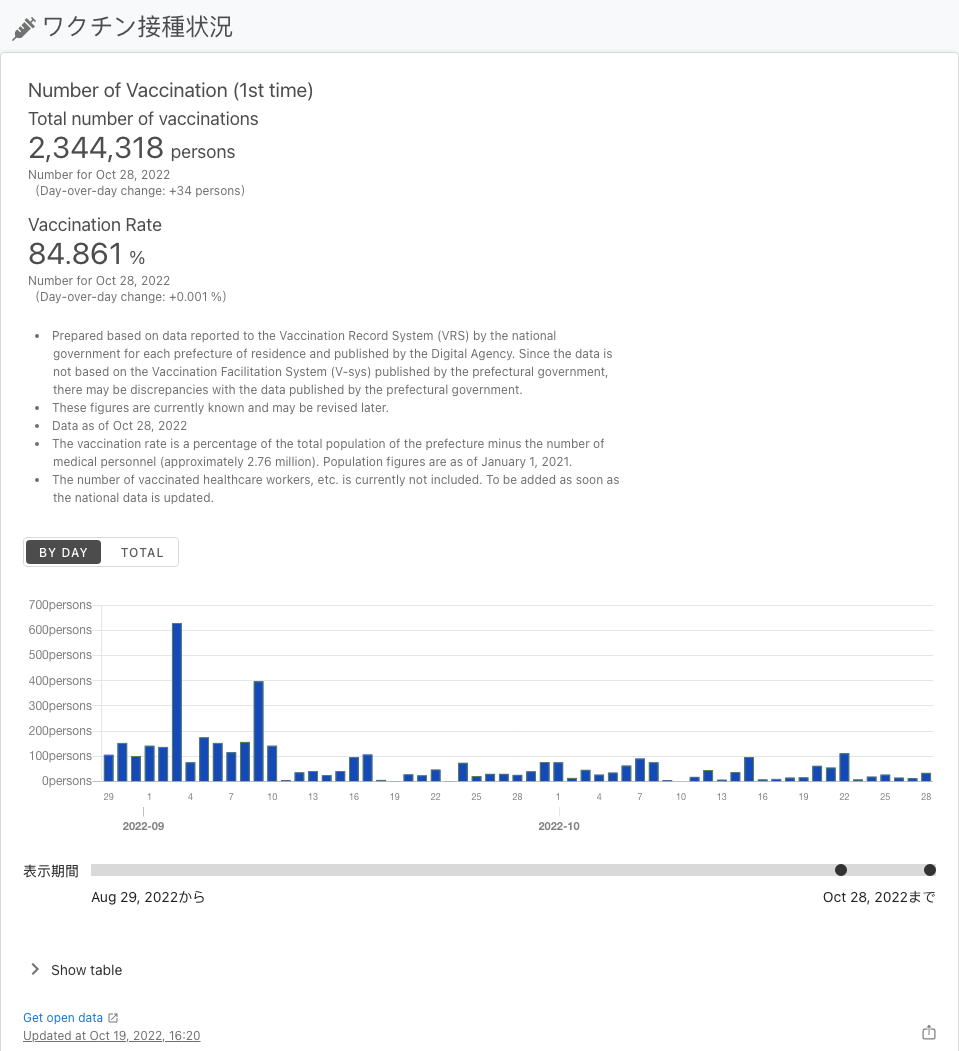 ワクチン接種状況
Number of Vaccination (1st time)
Total number of vaccinations
2,344,318 persons
Number for Oct 28, 2022
(Day-over-day change: +34 persons)
Vaccination Rate
84.861 %
Number for Oct 28, 2022
(Day-over-day change: +0.001 %)
• Prepared based on data reported to the Vaccination Record System (VRS) by the national
government for each prefecture of residence and published by the Digital Agency. Since the data is
not based on the Vaccination Facilitation System (V-sys) published by the prefectural government,
there may be discrepancies with the data published by the prefectural government.
• These figures are currently known and may be revised later.
• Data as of Oct 28, 2022
• The vaccination rate is a percentage of the total population of the prefecture minus the number of
medical personnel (approximately 2.76 million). Population figures are as of January 1, 2021.
• The number of vaccinated healthcare workers, etc. is currently not included. To be added as soon as
the national data is updated.
BY DAY TOTAL
700persons
600persons
500persons
400persons
300persons
200persons
100persons
0persons
29 1 4 7 10 13 16 19 22 25 28 1 4 7 10 13 16 19 22 25 28
2022-09 2022-10
表示期間
Aug 29, 2022から Oct 28, 2022まで
Show table
Get open data
Updated at Oct 19, 2022, 16:20